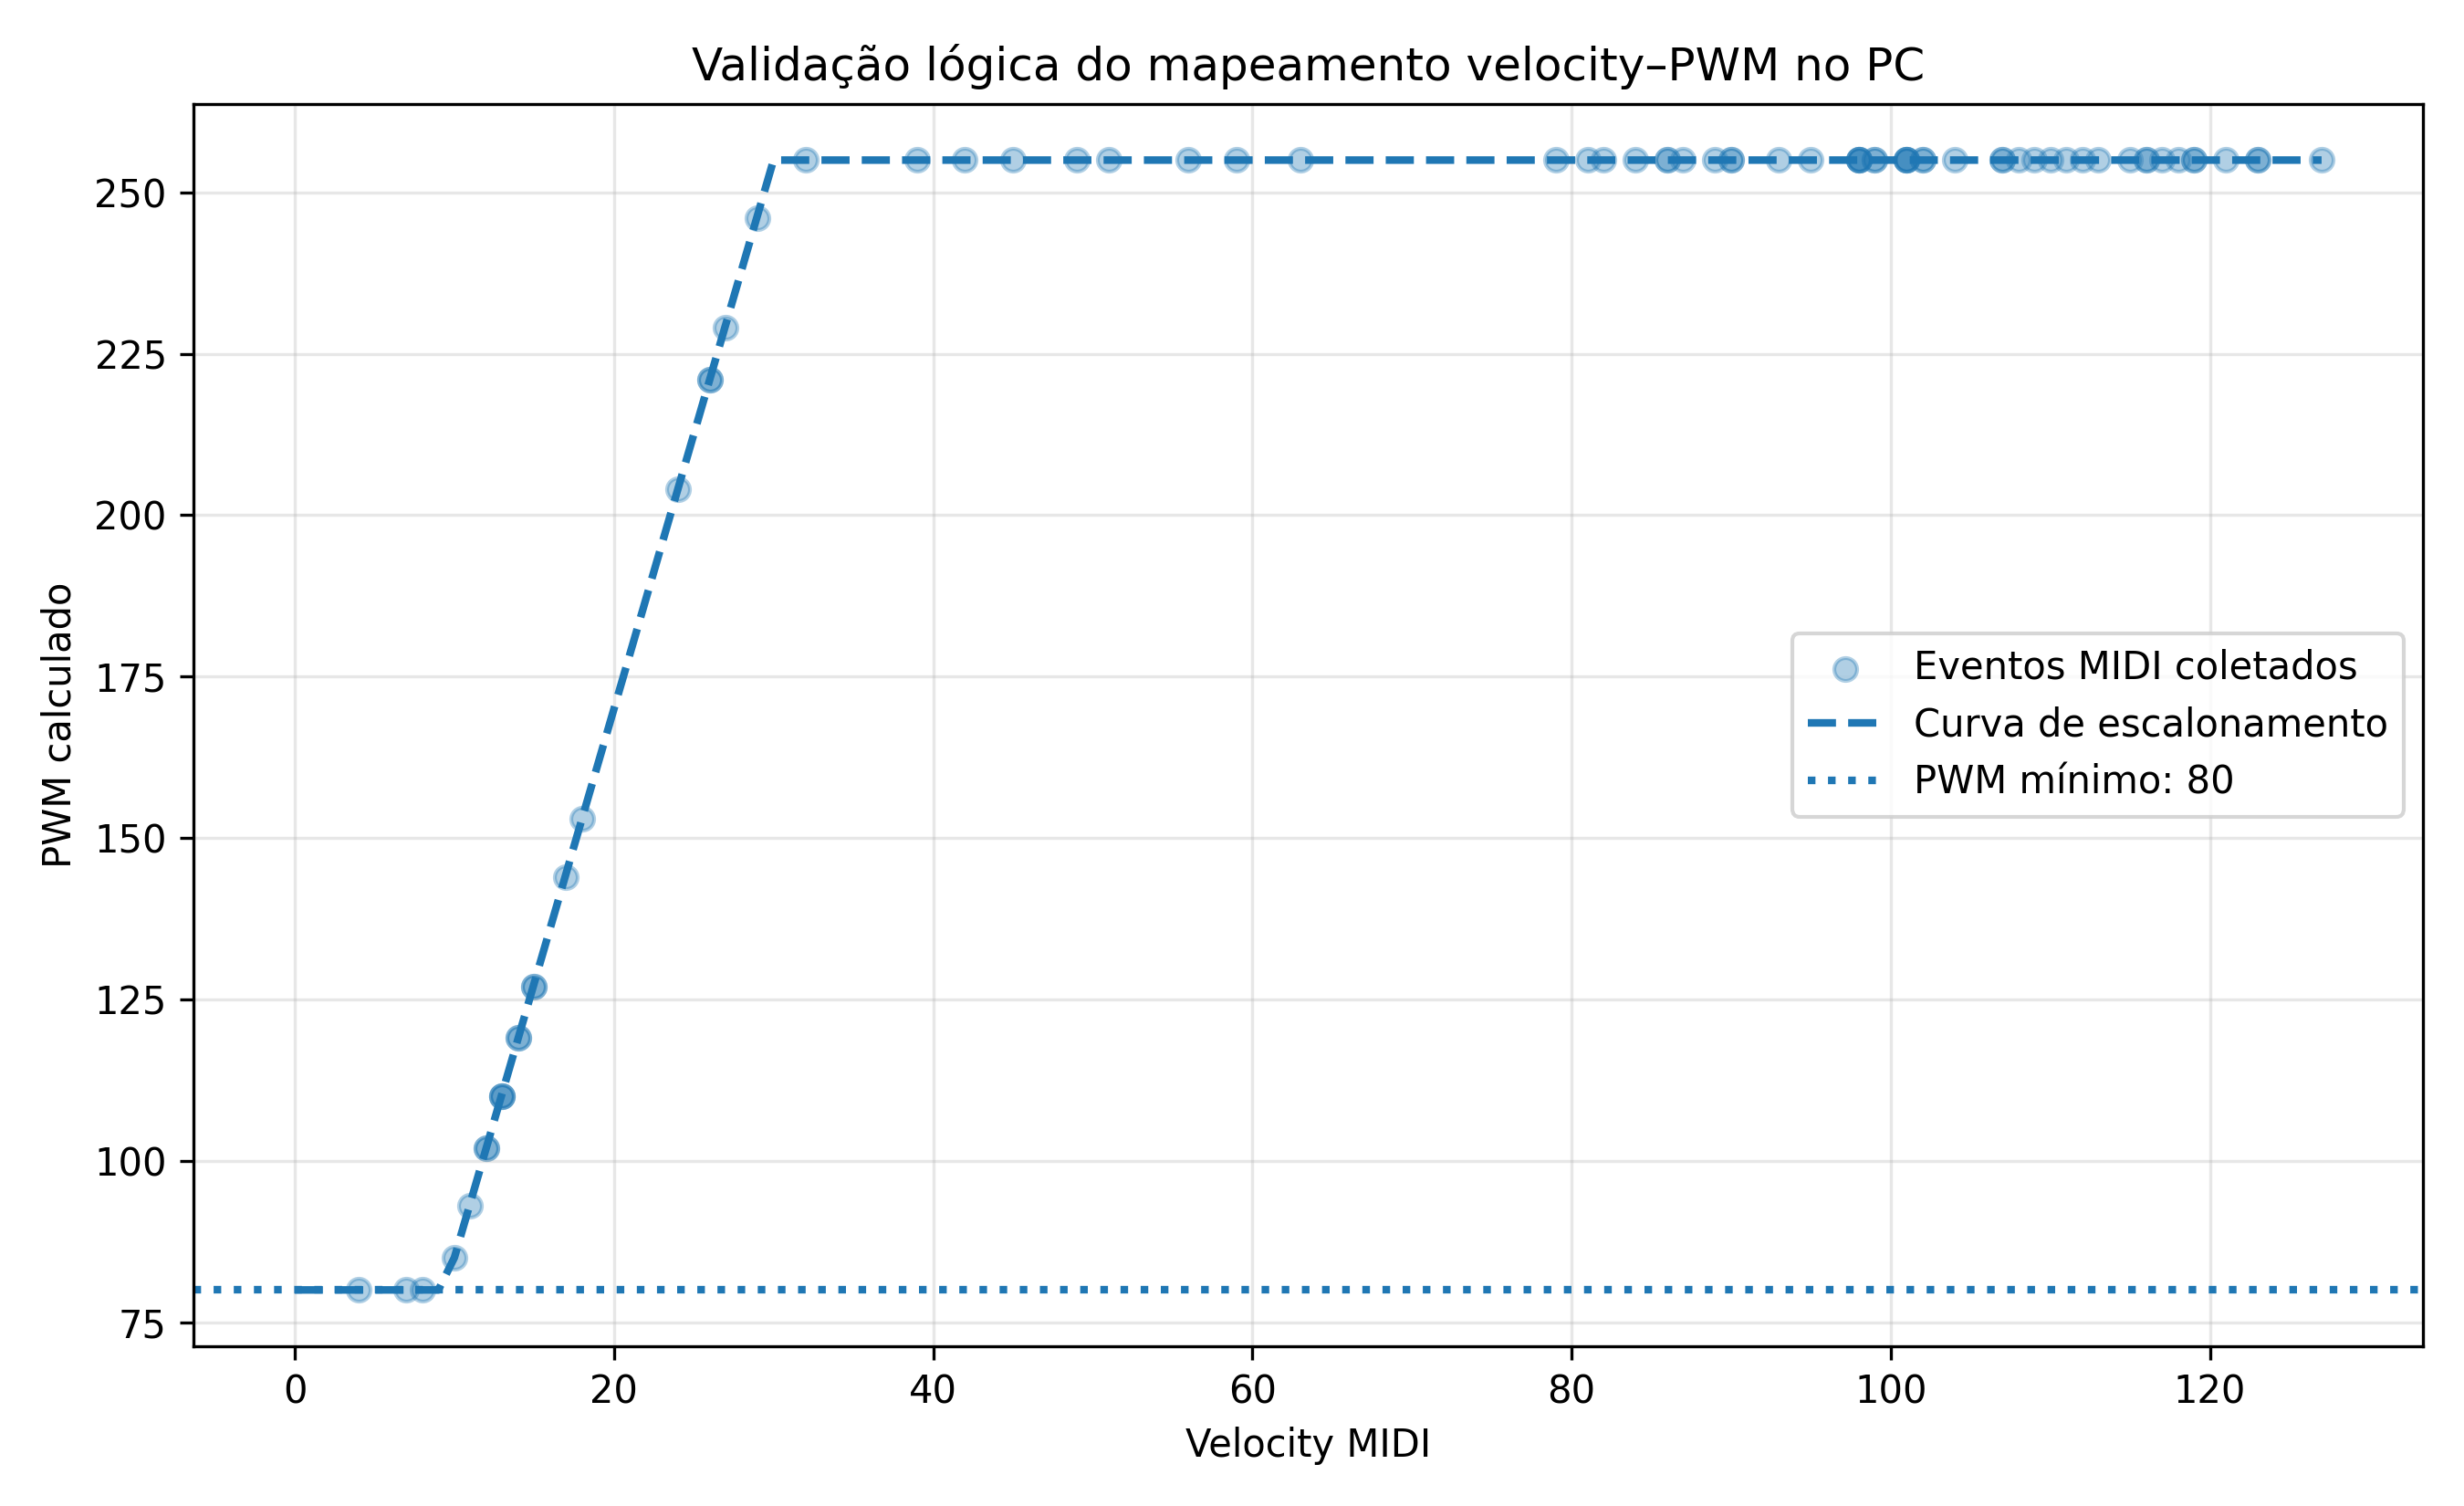 Validação lógica do mapeamento velocity–PWM no PC
PWM calculado
250
225
200
175
150
125
100
75
Eventos MIDI coletados
Curva de escalonamento
PWM mínimo: 80
0 20 40 60 80 100 120
Velocity MIDI